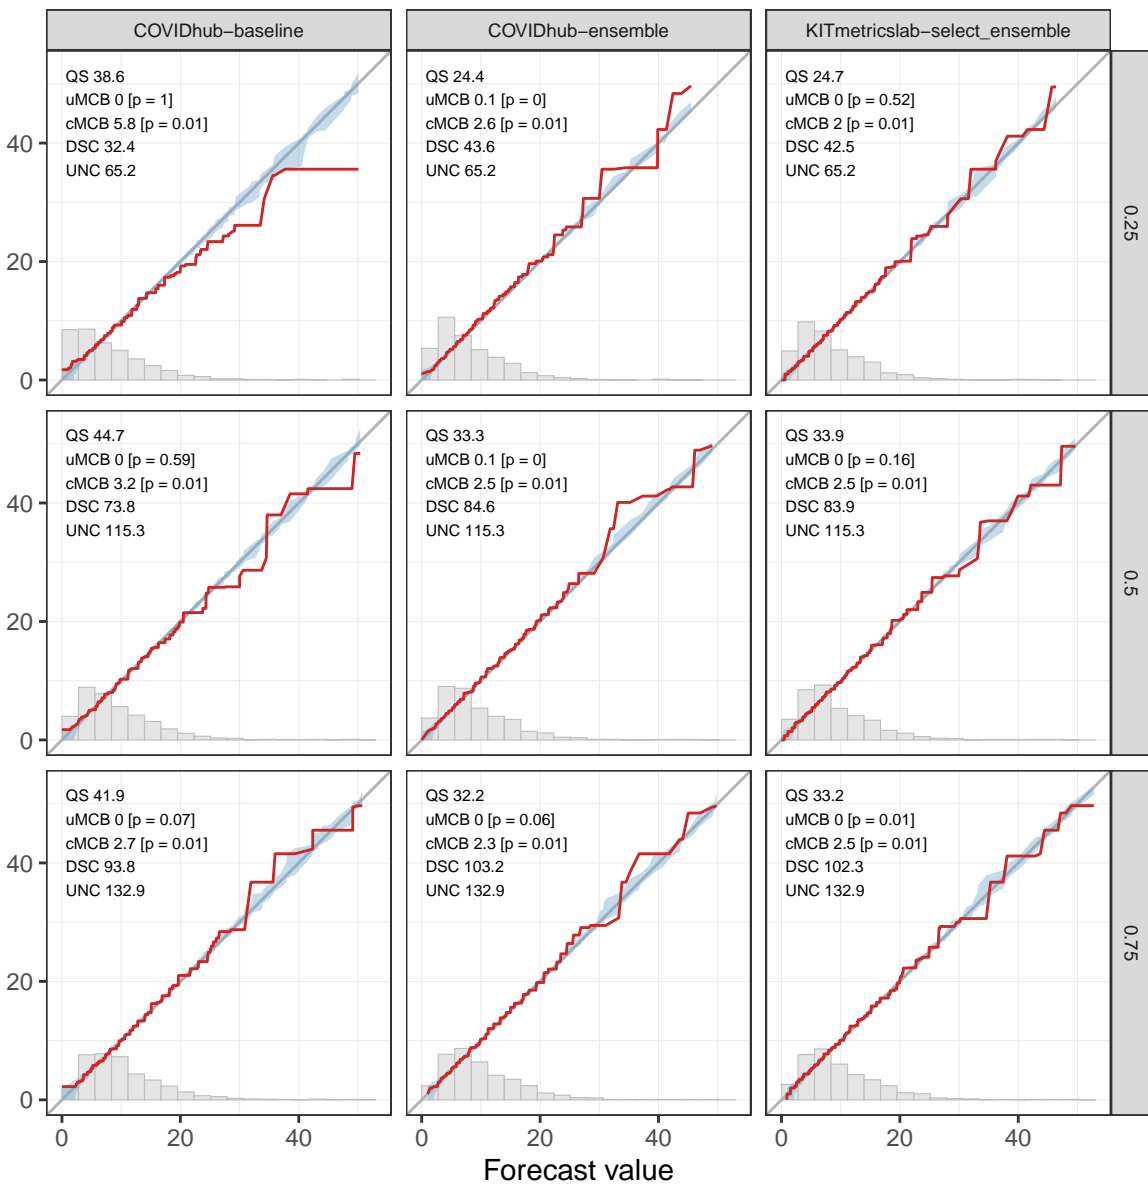 COVIDhub−baseline
COVIDhub−ensemble
KITmetricslab−select_ensemble
QS 38.6
uMCB 0 [p = 1]
cMCB 5.8 [p = 0.01]
DSC 32.4
UNC 65.2
QS 24.4
uMCB 0.1 [p = 0]
cMCB 2.6 [p = 0.01]
DSC 43.6
UNC 65.2
QS 24.7
uMCB 0 [p = 0.52]
cMCB 2 [p = 0.01]
DSC 42.5
UNC 65.2
0.25
40
20
0
QS 44.7
uMCB 0 [p = 0.59]
cMCB 3.2 [p = 0.01]
DSC 73.8
UNC 115.3
QS 33.3
uMCB 0.1 [p = 0]
cMCB 2.5 [p = 0.01]
DSC 84.6
UNC 115.3
QS 33.9
uMCB 0 [p = 0.16]
cMCB 2.5 [p = 0.01]
DSC 83.9
UNC 115.3
0.5
40
20
0
QS 41.9
uMCB 0 [p = 0.07]
cMCB 2.7 [p = 0.01]
DSC 93.8
UNC 132.9
QS 32.2
uMCB 0 [p = 0.06]
cMCB 2.3 [p = 0.01]
DSC 103.2
UNC 132.9
QS 33.2
uMCB 0 [p = 0.01]
cMCB 2.5 [p = 0.01]
DSC 102.3
UNC 132.9
0.75
40
20
0
0 20 40
0 20 40
0 20 40
Forecast value